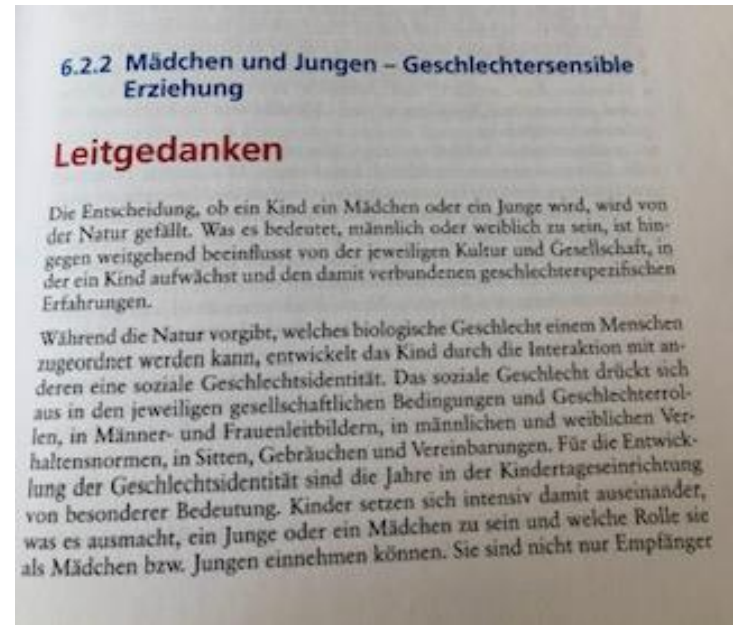 6.2.2 Mädchen und Jungen – Geschlechtersensible
Erziehung
Leitgedanken
Die Entscheidung, ob ein Kind ein Mädchen oder ein Junge wird, wird von
der Natur gefällt. Was es bedeutet, männlich oder weiblich zu sein, ist hin-
gegen weitgehend beeinflusst von der jeweiligen Kultur und Gesellschaft, in
der ein Kind aufwächst und den damit verbundenen geschlechterspezifischen
Erfahrungen.
Während die Natur vorgibt, welches biologische Geschlecht einem Menschen
zugeordnet werden kann, entwickelt das Kind durch die Interaktion mit an-
deren eine soziale Geschlechtsidentität. Das soziale Geschlecht drückt sich
aus in den jeweiligen gesellschaftlichen Bedingungen und Geschlechterrol-
len, in Männer- und Frauenleitbildern, in männlichen und weiblichen Ver-
haltensnormen, in Sitten, Gebräuchen und Vereinbarungen. Für die Entwick-
lung der Geschlechtsidentität sind die Jahre in der Kindertageseinrichtung
von besonderer Bedeutung. Kinder setzen sich intensiv damit auseinander,
was es ausmacht, ein Junge oder ein Mädchen zu sein und welche Rolle sie
als Mädchen bzw. Jungen einnehmen können. Sie sind nicht nur Empfänger